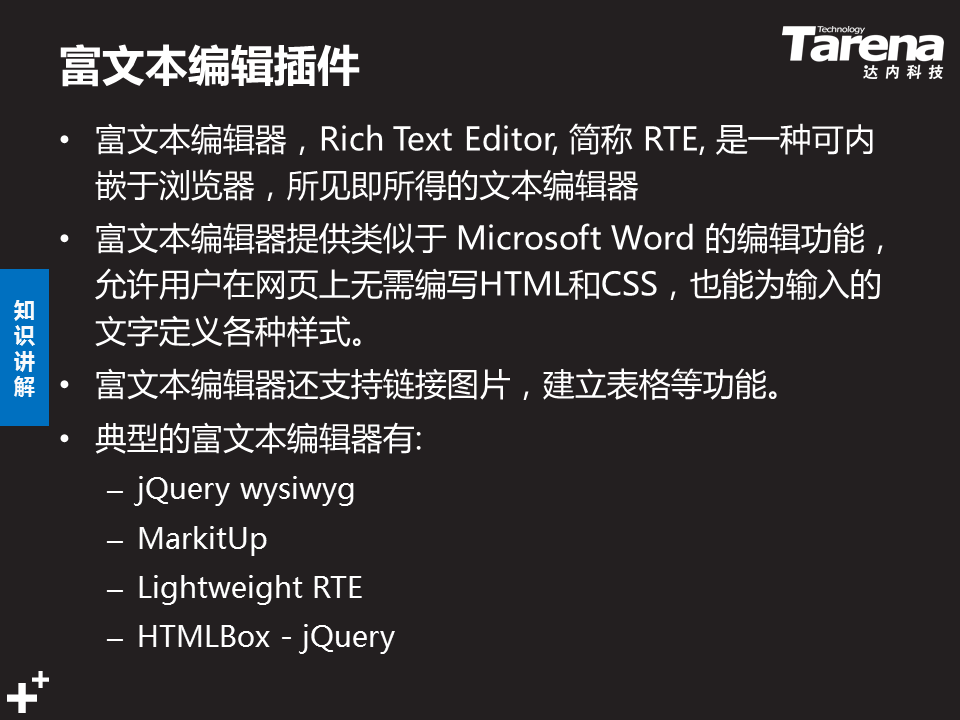 富文本编辑插件
Technology
Tarena
达内科技
• 富文本编辑器，Rich Text Editor, 简称 RTE, 是一种可内
嵌于浏览器，所见即所得的文本编辑器
• 富文本编辑器提供类似于 Microsoft Word 的编辑功能，
允许用户在网页上无需编写HTML和CSS，也能为输入的
文字定义各种样式。
• 富文本编辑器还支持链接图片，建立表格等功能。
• 典型的富文本编辑器有:
– jQuery wysiwyg
– MarkitUp
– Lightweight RTE
– HTMLBox - jQuery
知
识
讲
解